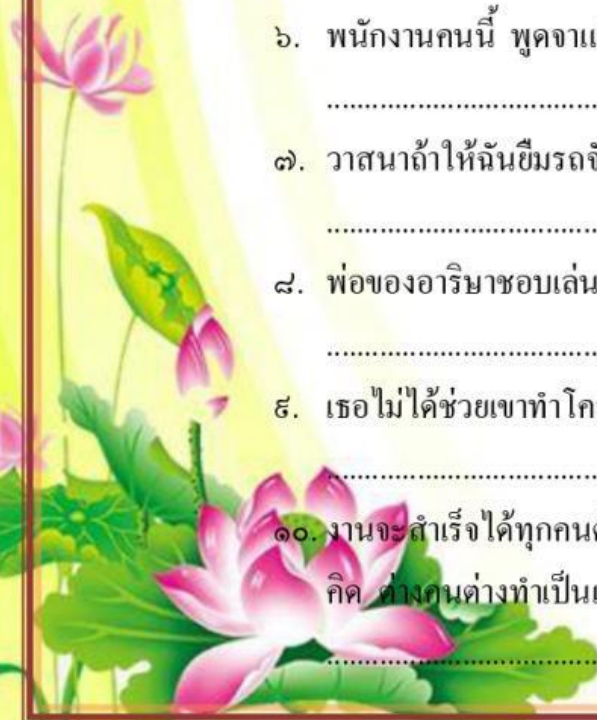 ๖. พนักงานคนนี้ พูดจาแ
........................................
๗. วาสนาถ้าให้ฉันยืมรถจั
........................................
๘. พ่อของอาริษาชอบเล่น
........................................
๙. เธอไม่ได้ช่วยเขาทำโค
........................................
๑๐. งานจะสำเร็จได้ทุกคนต
คิด ต่างคนต่างทำเป็นแ
........................................